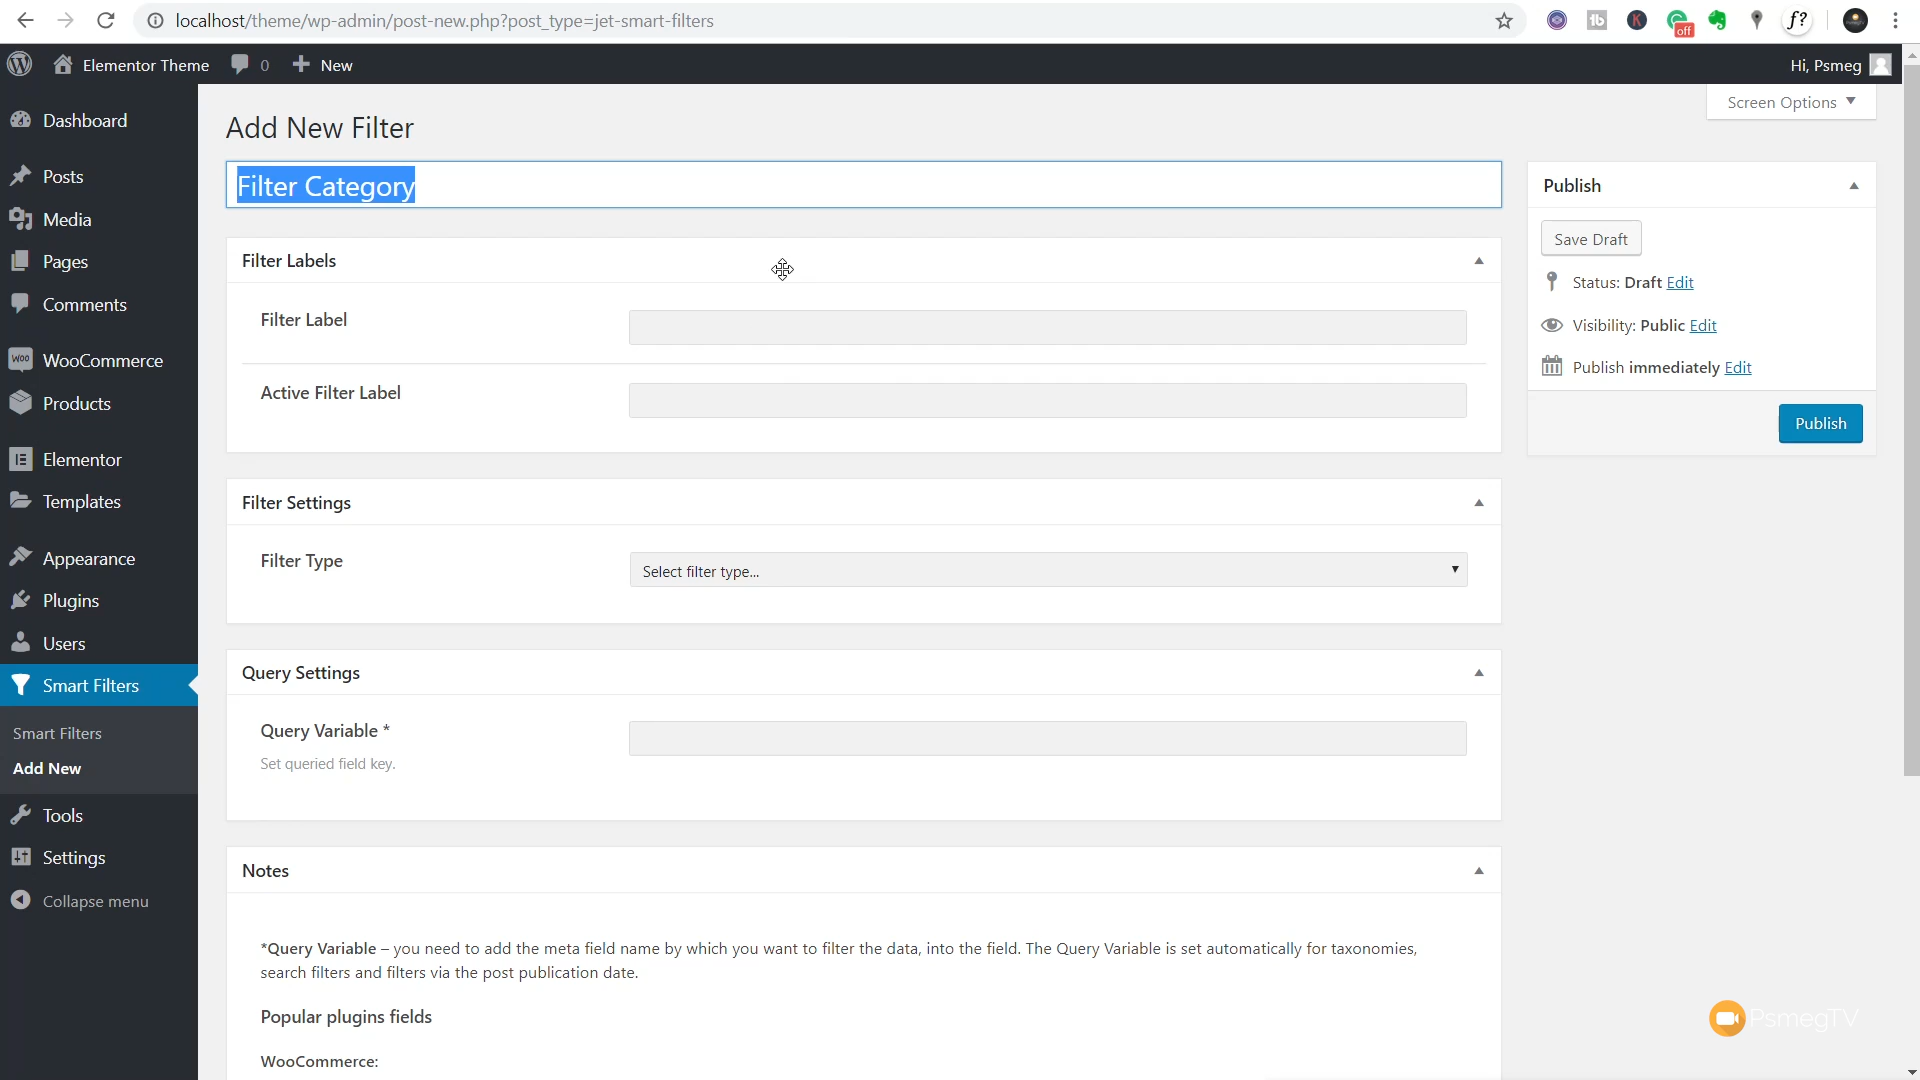 localhost/theme/wp-admin/post-new.php?post_type=jet-smart-filters
off
f?
Elementor Theme
0
New
Hi, Psmeg
Screen Options
Dashboard
Posts
Media
Pages
Comments
WOO
WooCommerce
Products
Elementor
Templates
Appearance
Plugins
Users
Smart Filters
Smart Filters
Add New
Tools
Settings
Collapse menu
Add New Filter
Filter Category
Filter Labels
Filter Label
Active Filter Label
Filter Settings
Filter Type
Select filter type...
Query Settings
Query Variable *
Set queried field key.
Notes
*Query Variable – you need to add the meta field name by which you want to filter the data, into the field. The Query Variable is set automatically for taxonomies,
search filters and filters via the post publication date.
Popular plugins fields
WooCommerce:
Publish
Save Draft
Status: Draft Edit
Visibility: Public Edit
Publish immediately Edit
Publish
PsmegTV